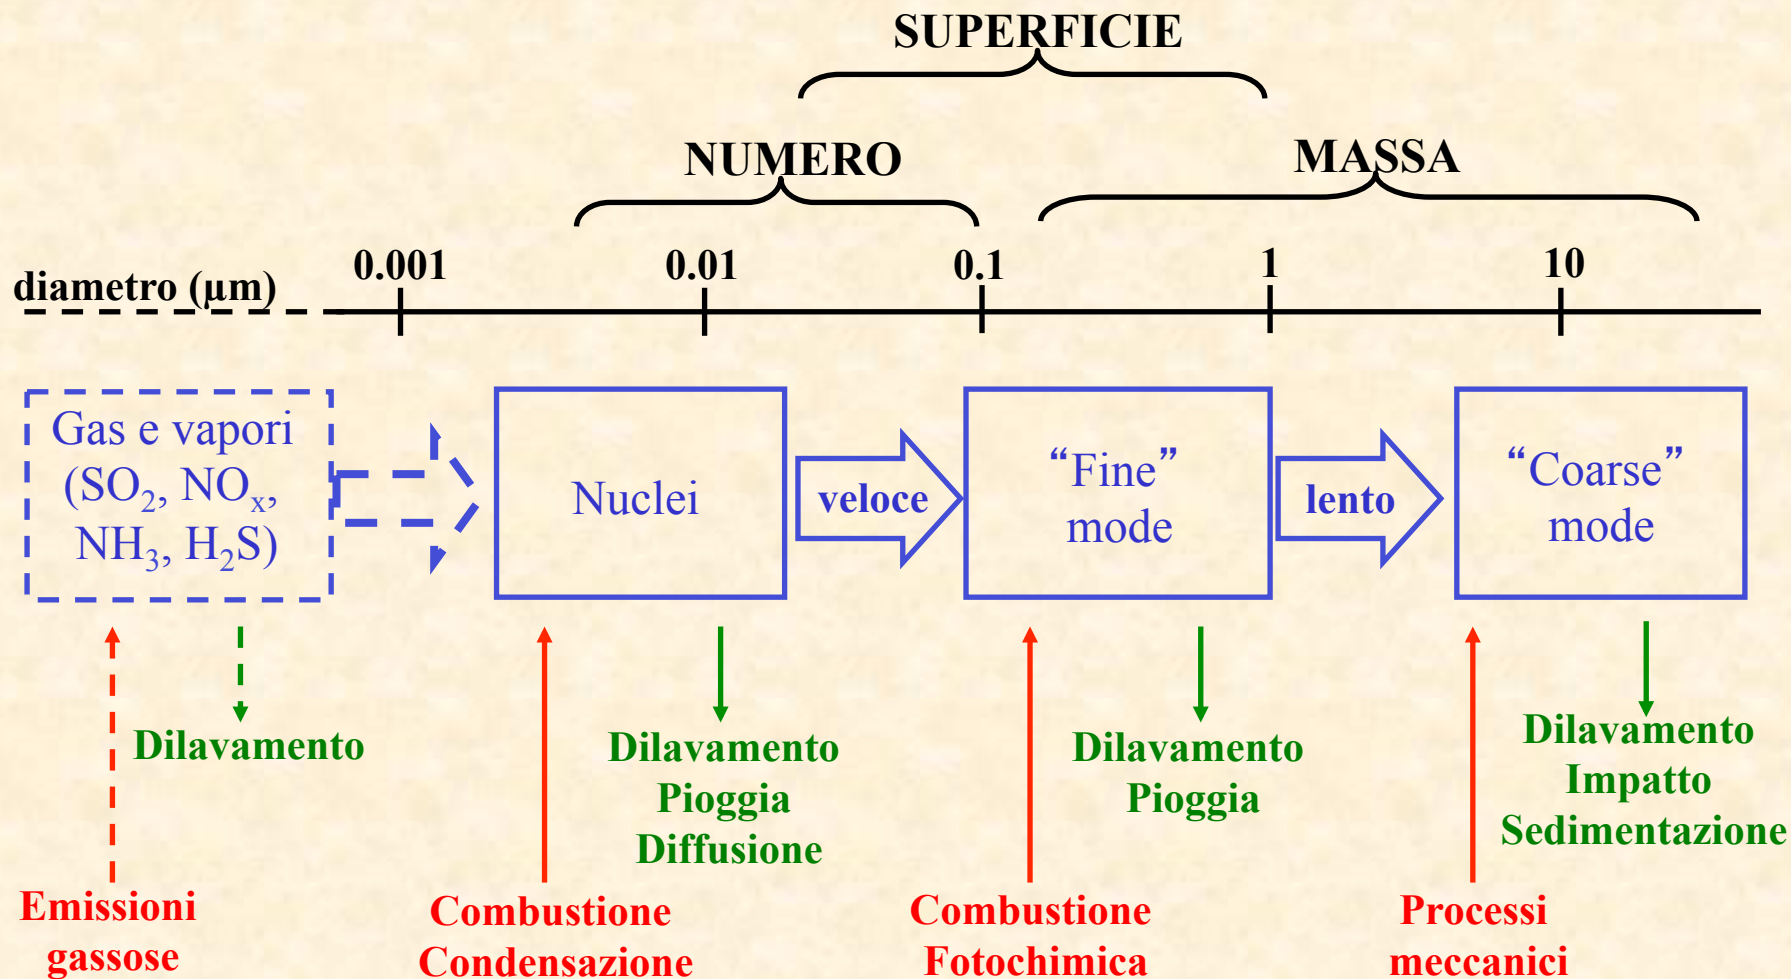 SUPERFICIE
NUMERO
MASSA
diametro (µm)
0.001
0.01
0.1
1
10
Gas e vapori
(SO₂, NOₓ,
NH₃, H₂S)
Nuclei
veloce
“Fine”
mode
lento
“Coarse”
mode
Dilavamento
Dilavamento
Pioggia
Diffusione
Dilavamento
Pioggia
Dilavamento
Impatto
Sedimentazione
Emissioni
gassose
Combustione
Condensazione
Combustione
Fotochimica
Processi
meccanici